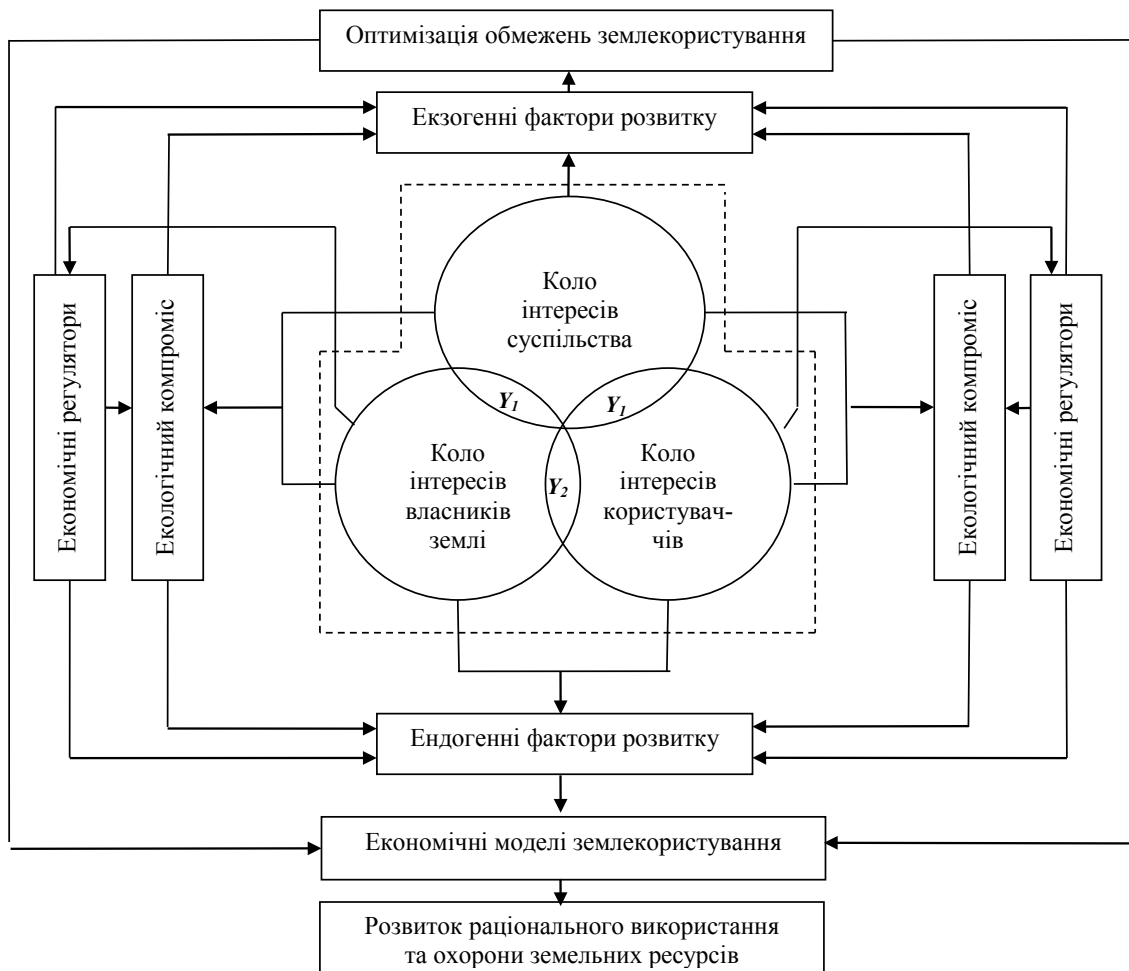 Оптимізація обмежень землекористування
Екзогенні фактори розвитку
Економічні регулятори
Екологічний компроміс
Коло
інтересів
суспільства
Y1
Y1
Коло
інтересів
власників
землі
Y2
Коло
інтересів
користувач-
чів
Екологічний компроміс
Економічні регулятори
Ендогенні фактори розвитку
Економічні моделі землекористування
Розвиток раціонального використання
та охорони земельних ресурсів